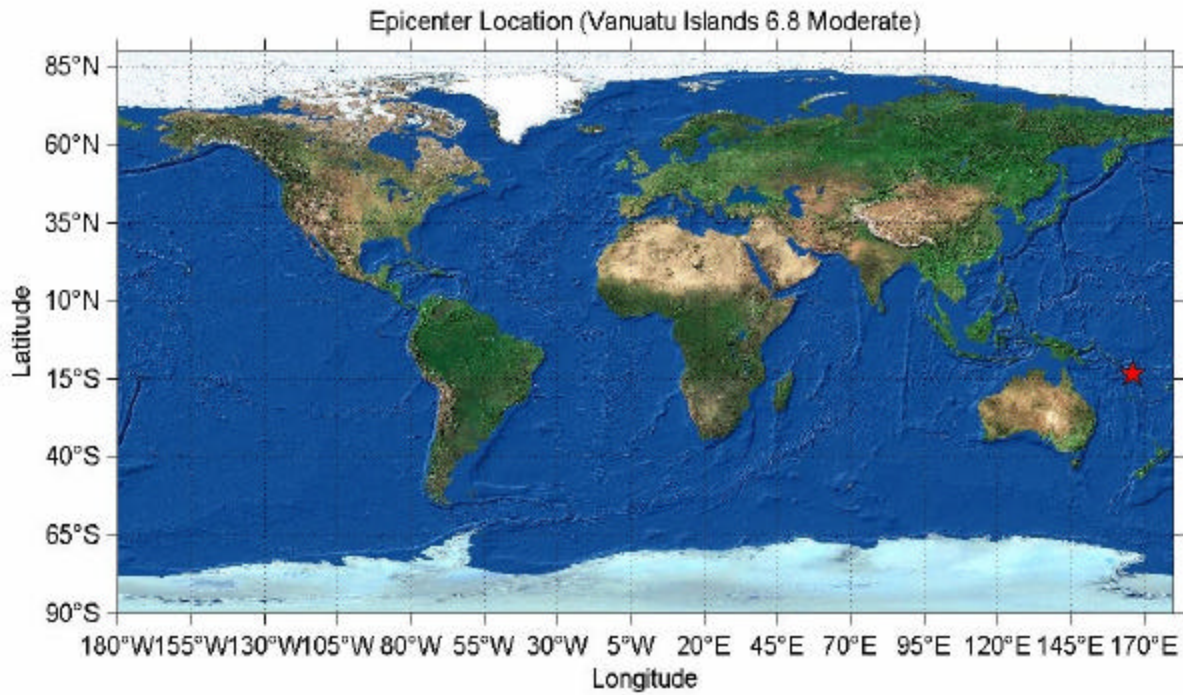 Epicenter Location (Vanuatu Islands 6.8 Moderate)
85°N
60°N
35°N
10°N
15°S
40°S
65°S
90°S
Latitude
180°W155°W130°W105°W 80°W 55°W 30°W 5°W 20°E 45°E 70°E 95°E 120°E 145°E 170°E
Longitude